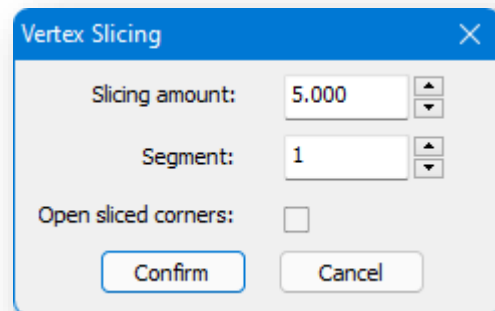 Vertex Slicing
Slicing amount: 5.000
Segment: 1
Open sliced corners:
Confirm Cancel